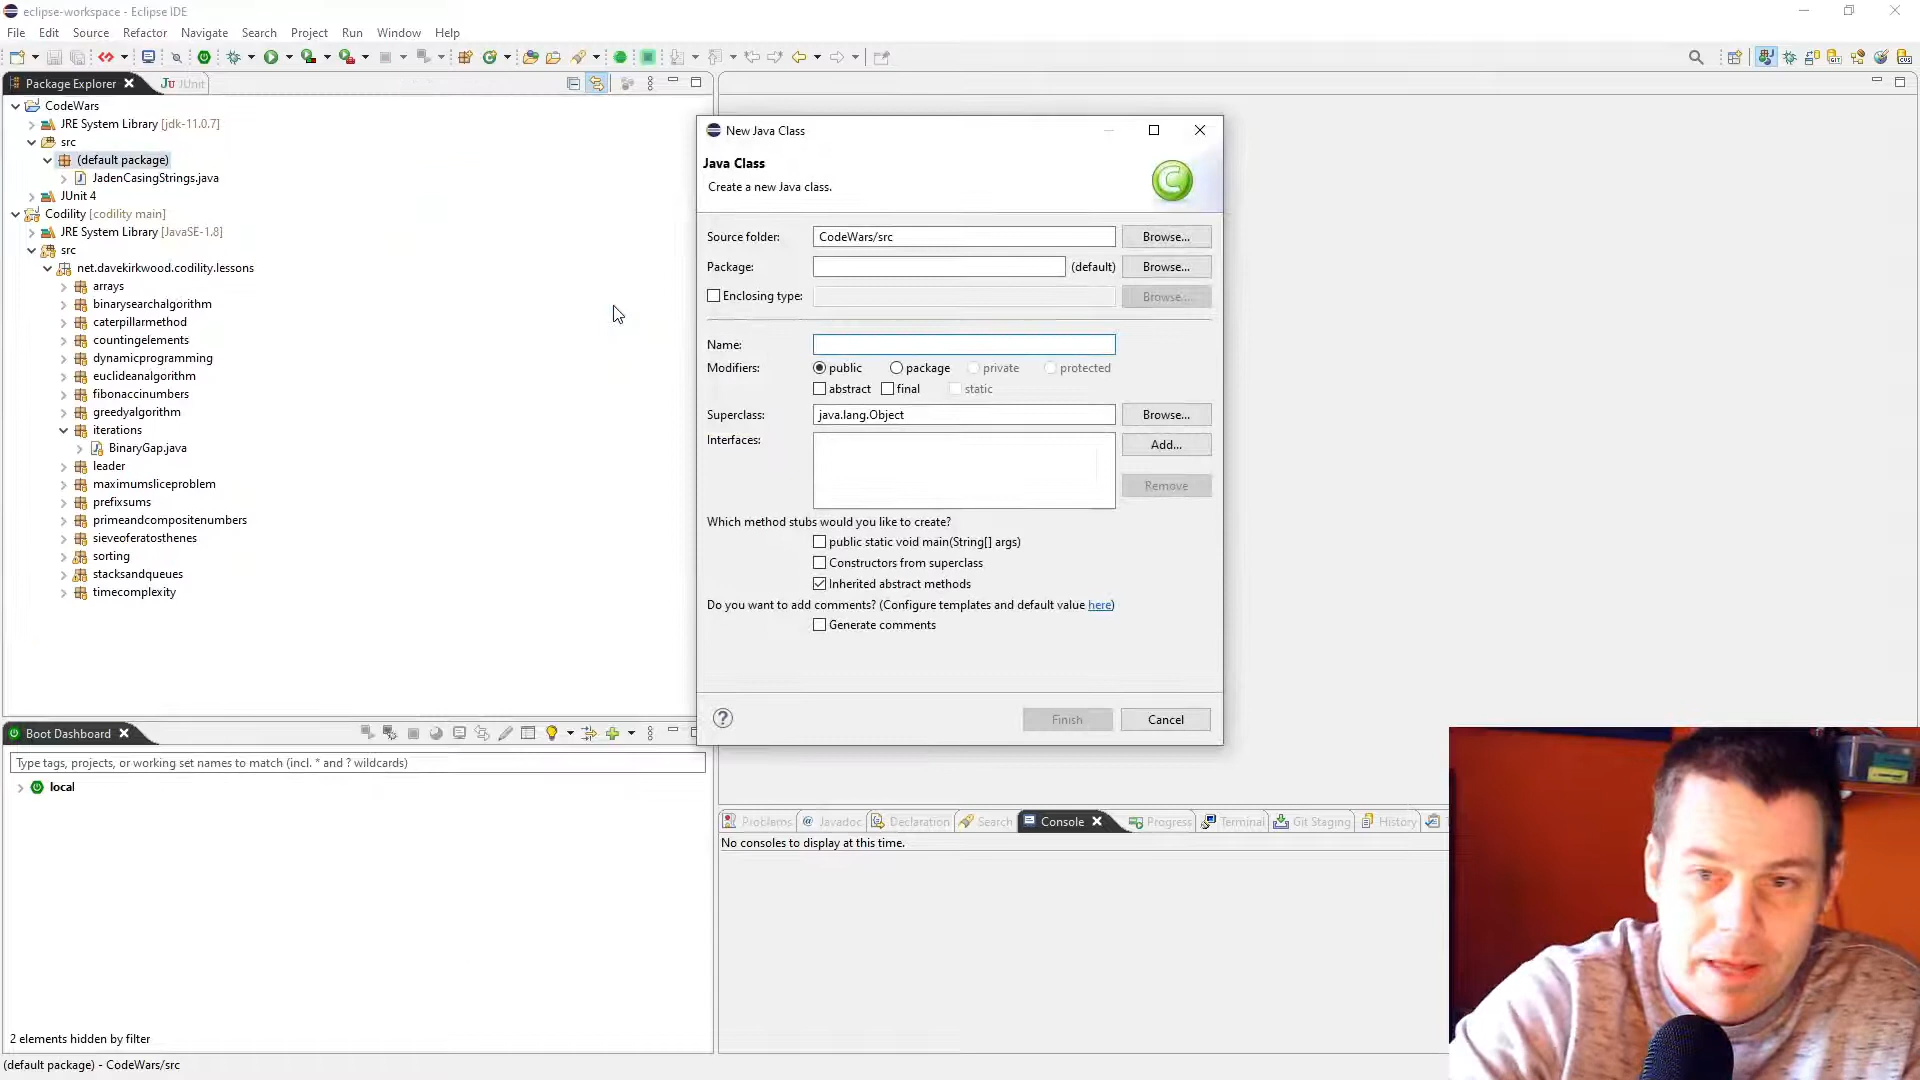 eclipse-workspace - Eclipse IDE
File Edit Source Refactor Navigate Search Project Run Window Help
Package Explorer JUnit
CodeWars
JRE System Library [jdk-11.0.7]
src
(default package)
JadenCasingStrings.java
JUnit 4
Codility [codility main]
JRE System Library [JavaSE-1.8]
src
net.davekirkwood.codility.lessons
arrays
binarysearchalgorithm
caterpillarmethod
countingelements
dynamicprogramming
euclideanalgorithm
fibonaccinumbers
greedyalgorithm
iterations
BinaryGap.java
leader
maximumsliceproblem
prefixsums
primeandcompositenumbers
sieveoferatosthenes
sorting
stacksandqueues
timecomplexity
New Java Class
Java Class
Create a new Java class.
Source folder: CodeWars/src Browse...
Package: (default) Browse...
Enclosing type: Browse...
Name:
Modifiers: public package private protected
abstract final static
Superclass: java.lang.Object Browse...
Interfaces: Add...
Remove
Which method stubs would you like to create?
public static void main(String[] args)
Constructors from superclass
Inherited abstract methods
Do you want to add comments? (Configure templates and default value here)
Generate comments
? Finish Cancel
Boot Dashboard
Type tags, projects, or working set names to match (incl. * and ? wildcards)
local
2 elements hidden by filter
Problems @ Javadoc Declaration Search Console Progress Terminal Git Staging History
No consoles to display at this time.
(default package) - CodeWars/src